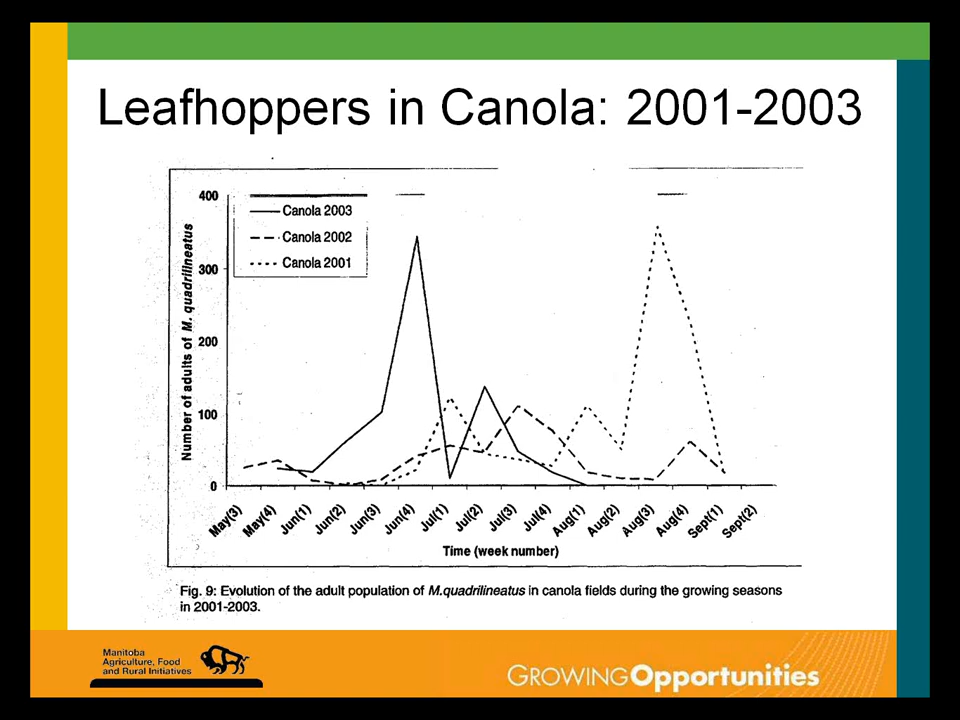 Leafhoppers in Canola: 2001-2003
Number of adults of M. quadrilineatus
400
300
200
100
0
Canola 2003
Canola 2002
Canola 2001
May(3)
May(4)
Jun(1)
Jun(2)
Jun(3)
Jun(4)
Jul(1)
Jul(2)
Jul(3)
Jul(4)
Aug(1)
Aug(2)
Aug(3)
Aug(4)
Sept(1)
Sept(2)
Time (week number)
Fig. 9: Evolution of the adult population of M.quadrilineatus in canola fields during the growing seasons
in 2001-2003.
Manitoba
Agriculture, Food
and Rural Initiatives
GROWING Opportunities